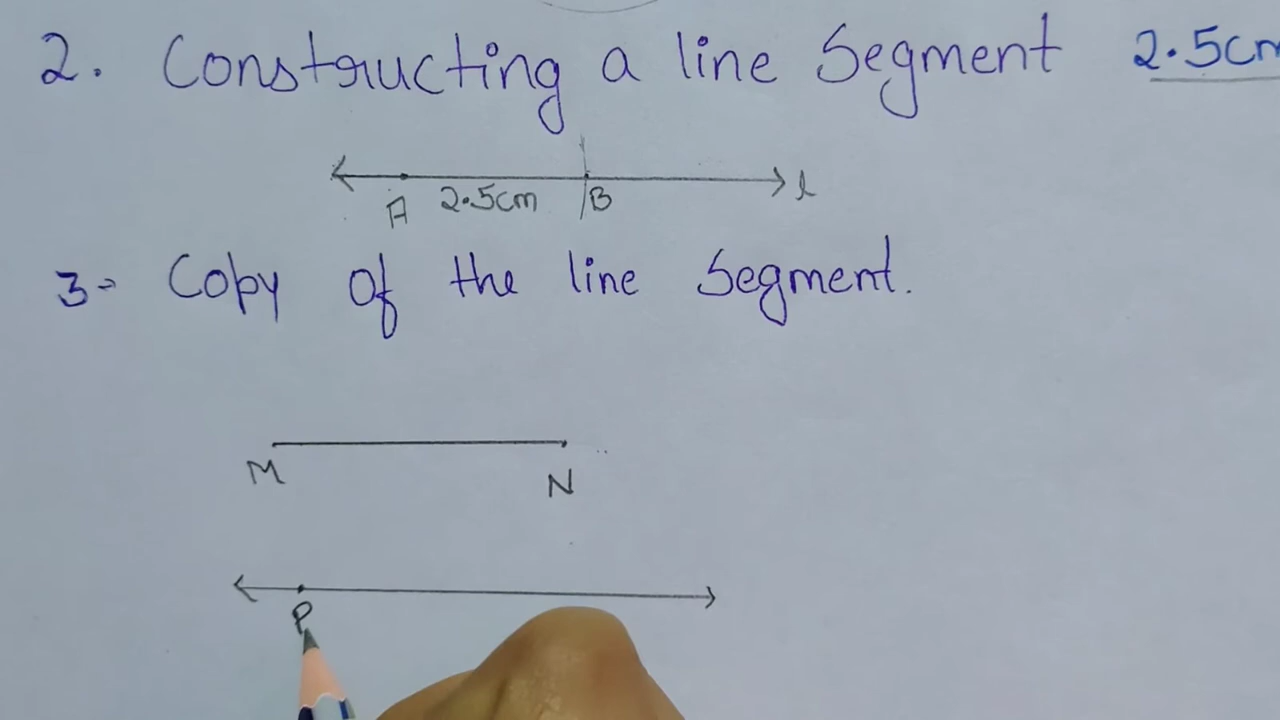 2. Constructing a line Segment 2.5cm
A 2.5cm B l
3. Copy of the line Segment.
M N
P